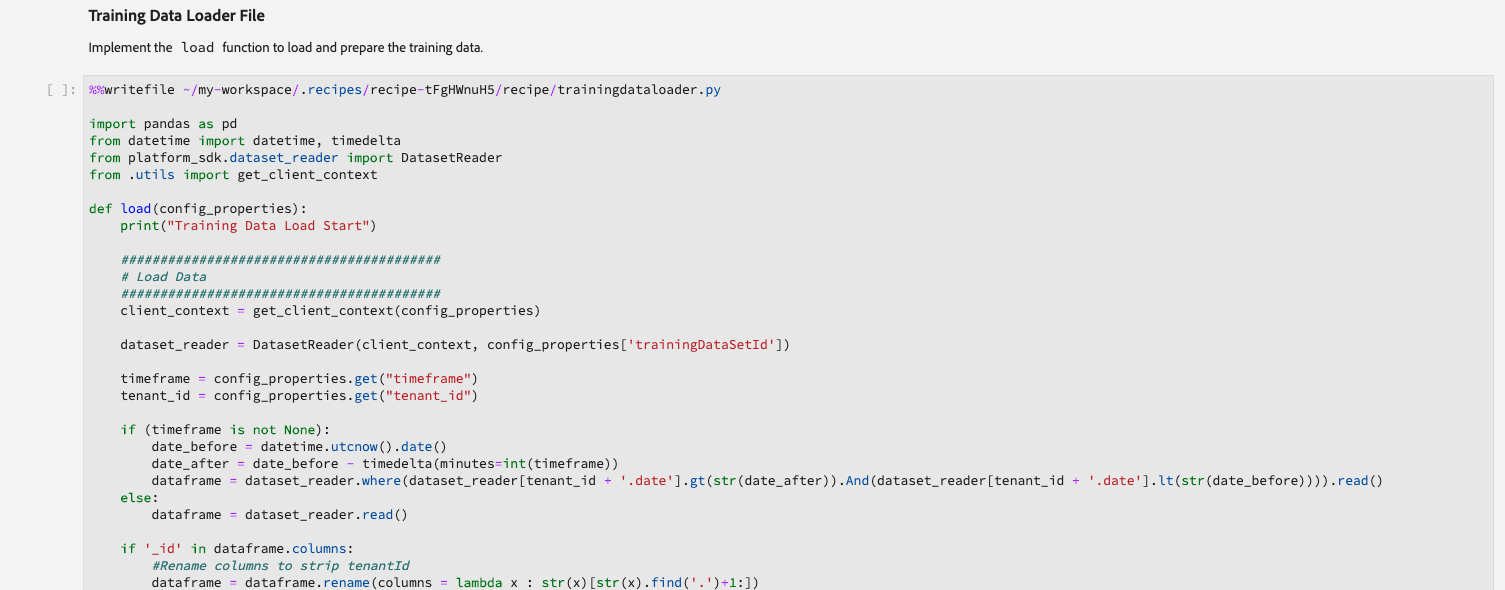 Training Data Loader File
Implement the load function to load and prepare the training data.
[ ]: %%writefile ~/my-workspace/.recipes/recipe-tFgHWnuH5/recipe/trainingdataloader.py
import pandas as pd
from datetime import datetime, timedelta
from platform_sdk.dataset_reader import DatasetReader
from .utils import get_client_context
def load(config_properties):
    print("Training Data Load Start")
    #########################################
    # Load Data
    #########################################
    client_context = get_client_context(config_properties)
    dataset_reader = DatasetReader(client_context, config_properties['trainingDataSetId'])
    timeframe = config_properties.get("timeframe")
    tenant_id = config_properties.get("tenant_id")
    if (timeframe is not None):
        date_before = datetime.utcnow().date()
        date_after = date_before - timedelta(minutes=int(timeframe))
        dataframe = dataset_reader.where(dataset_reader[tenant_id + '.date'].gt(str(date_after)).And(dataset_reader[tenant_id + '.date'].lt(str(date_before)))).read()
    else:
        dataframe = dataset_reader.read()
    if '_id' in dataframe.columns:
        #Rename columns to strip tenantId
        dataframe = dataframe.rename(columns = lambda x : str(x)[str(x).find('.')+1:])